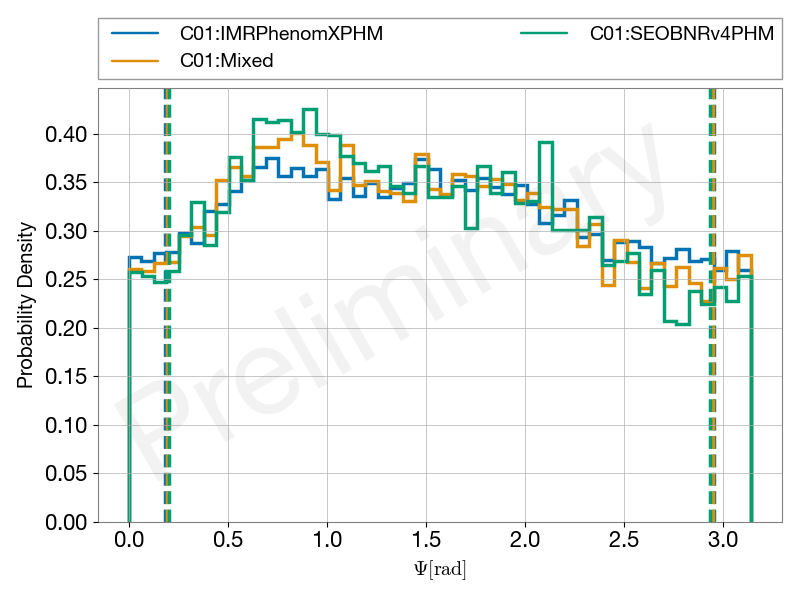 C01:IMRPhenomXPHM
C01:Mixed
C01:SEOBNRv4PHM
Preliminary
Probability Density
0.40
0.35
0.30
0.25
0.20
0.15
0.10
0.05
0.00
0.0 0.5 1.0 1.5 2.0 2.5 3.0
Ψ[rad]